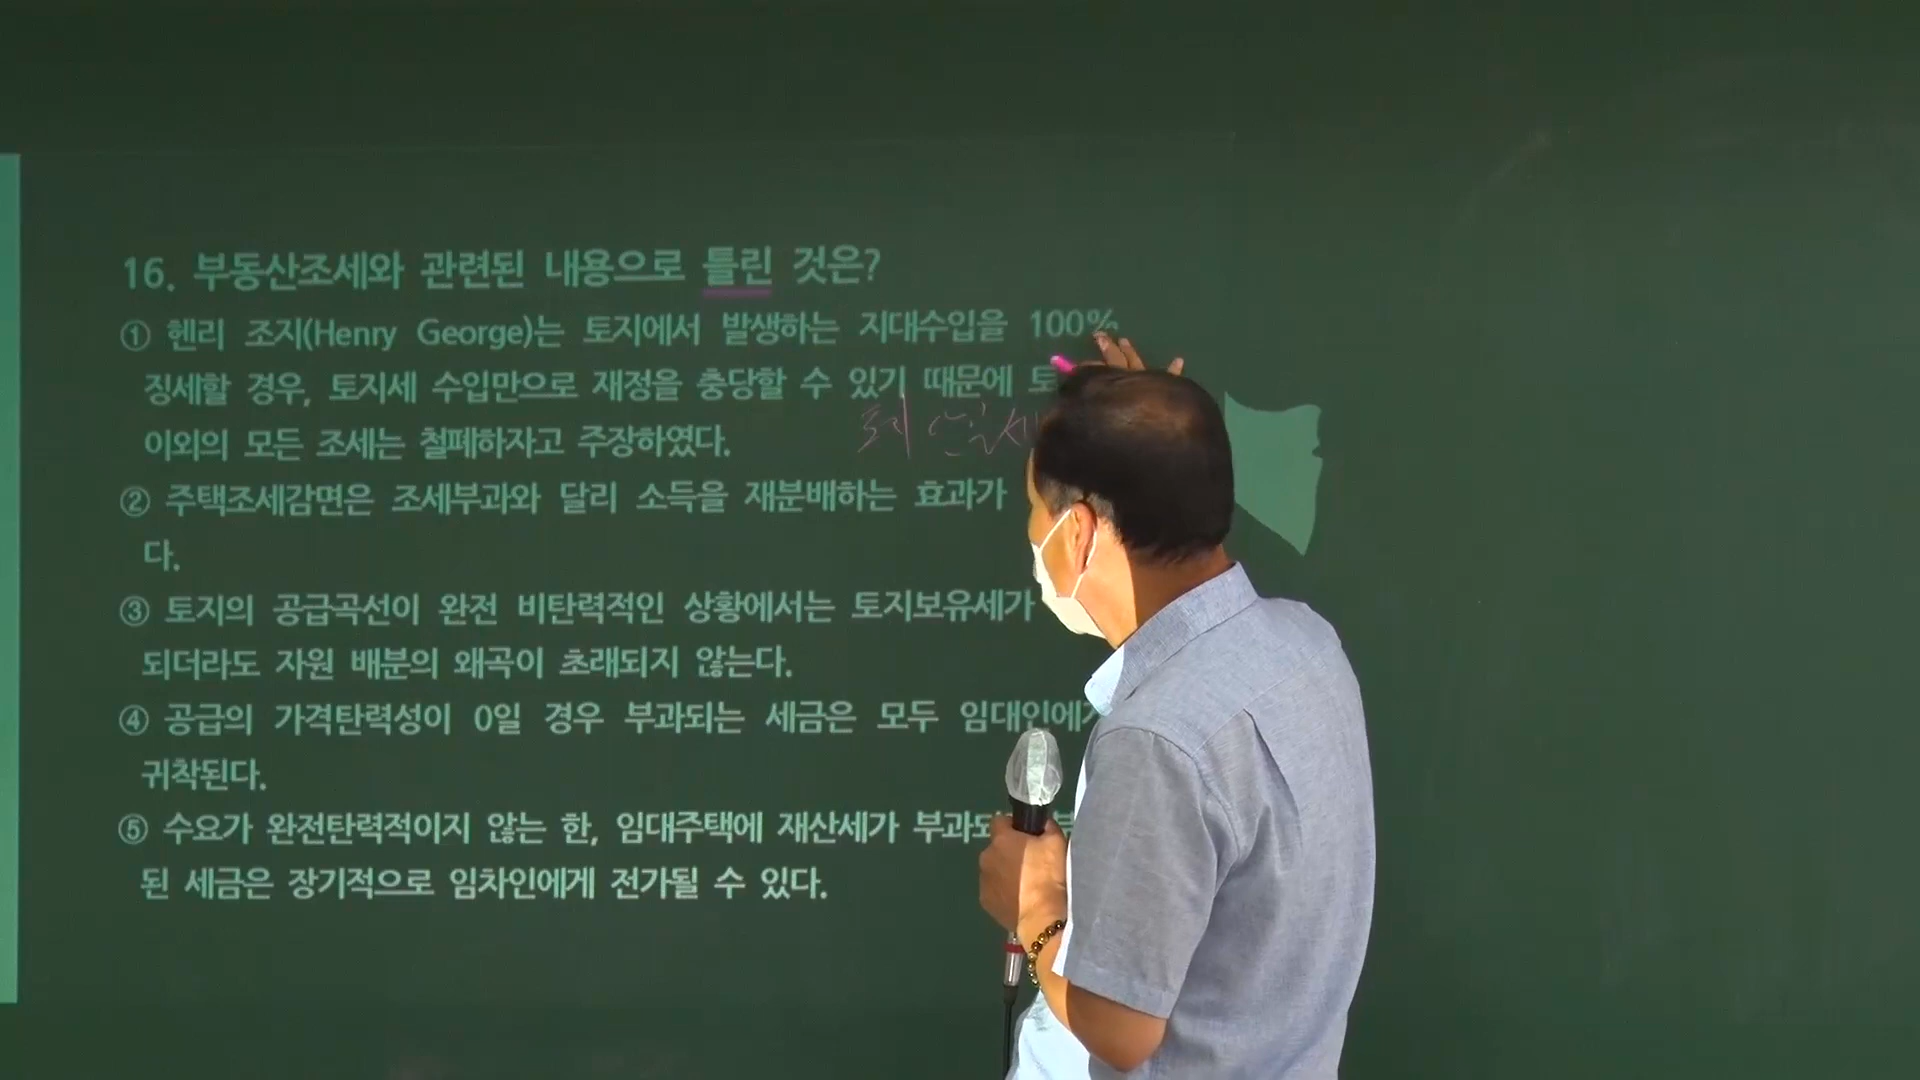 16. 부동산조세와 관련된 내용으로 틀린 것은?
① 헨리 조지(Henry George)는 토지에서 발생하는 지대수입을 100%
징세할 경우, 토지세 수입만으로 재정을 충당할 수 있기 때문에
토지 단일세
이외의 모든 조세는 철폐하자고 주장하였다.
② 주택조세감면은 조세부과와 달리 소득을 재분배하는 효과가
다.
③ 토지의 공급곡선이 완전 비탄력적인 상황에서는 토지보유세가
되더라도 자원 배분의 왜곡이 초래되지 않는다.
④ 공급의 가격탄력성이 0일 경우 부과되는 세금은 모두 임대인에게
귀착된다.
⑤ 수요가 완전탄력적이지 않는 한, 임대주택에 재산세가
된 세금은 장기적으로 임차인에게 전가될 수 있다.